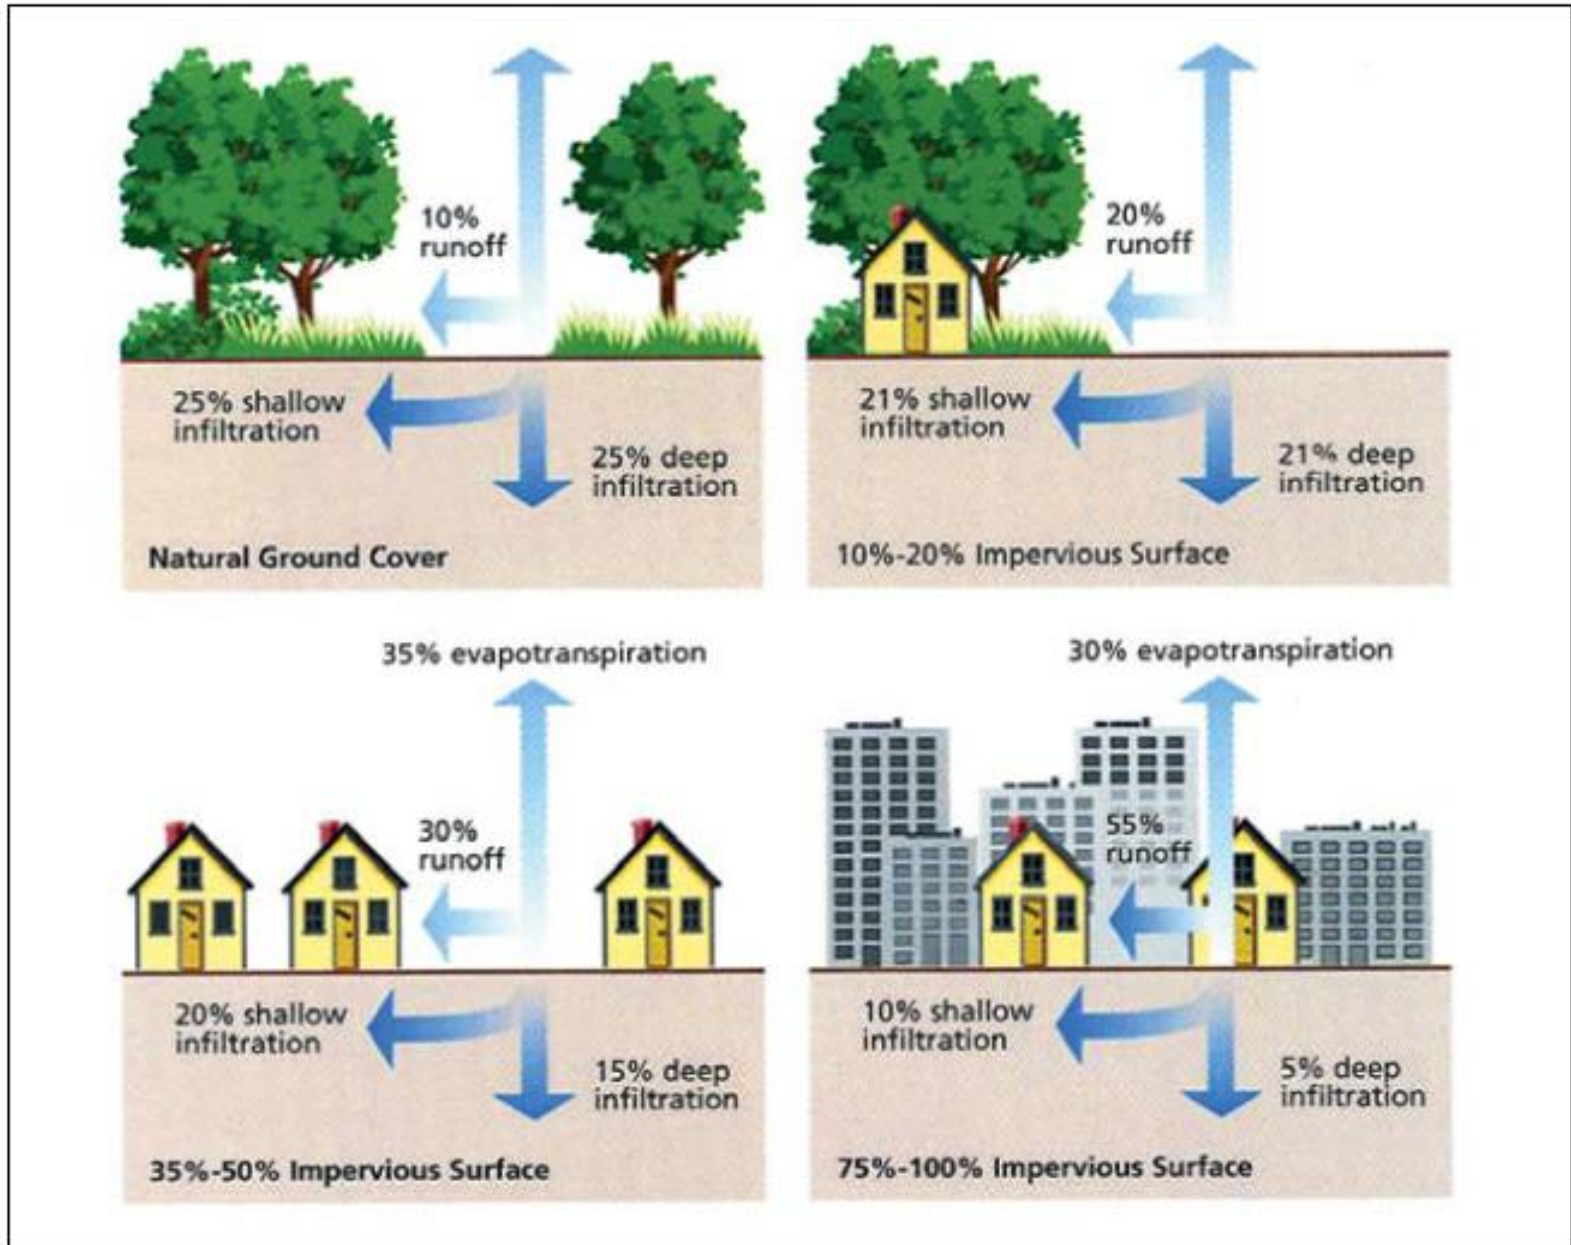 10%
runoff
25% shallow
infiltration
25% deep
infiltration
Natural Ground Cover
20%
runoff
21% shallow
infiltration
21% deep
infiltration
10%-20% Impervious Surface
35% evapotranspiration
30%
runoff
20% shallow
infiltration
15% deep
infiltration
35%-50% Impervious Surface
30% evapotranspiration
55%
runoff
10% shallow
infiltration
5% deep
infiltration
75%-100% Impervious Surface